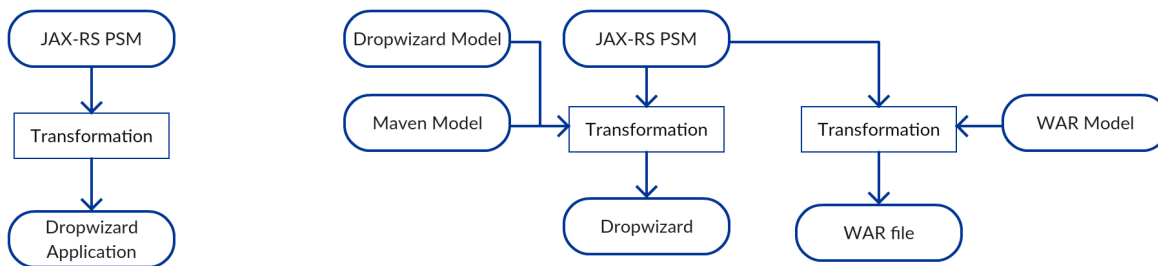 JAX-RS PSM
Transformation
Dropwizard
Application
Dropwizard Model
JAX-RS PSM
Maven Model
Transformation
Transformation
WAR Model
Dropwizard
WAR file